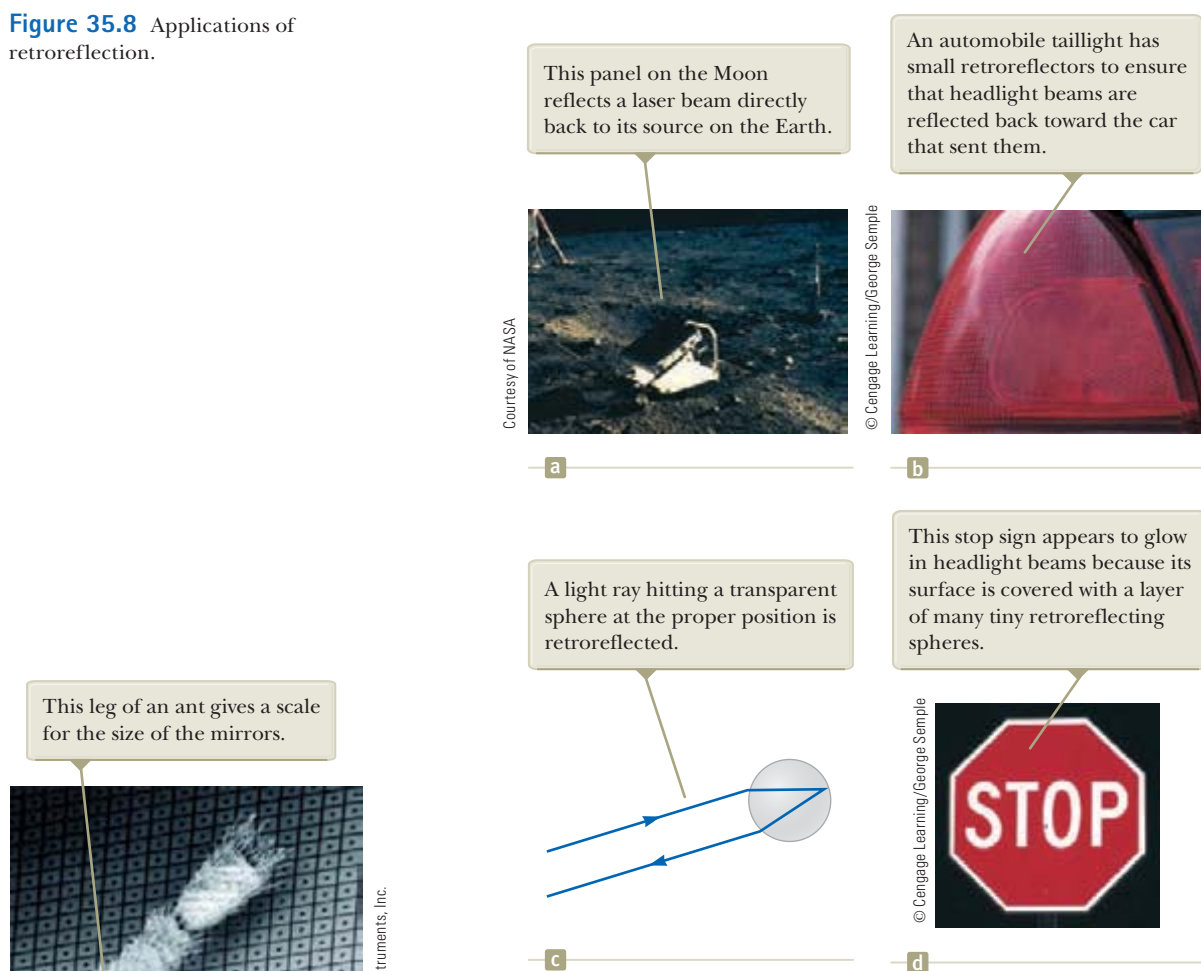 Figure 35.8 Applications of
retroreflection.
This panel on the Moon
reflects a laser beam directly
back to its source on the Earth.
An automobile taillight has
small retroreflectors to ensure
that headlight beams are
reflected back toward the car
that sent them.
Courtesy of NASA
© Cengage Learning/George Semple
a
b
A light ray hitting a transparent
sphere at the proper position is
retroreflected.
This stop sign appears to glow
in headlight beams because its
surface is covered with a layer
of many tiny retroreflecting
spheres.
This leg of an ant gives a scale
for the size of the mirrors.
© Cengage Learning/George Semple
STOP
truments, Inc.
c
d